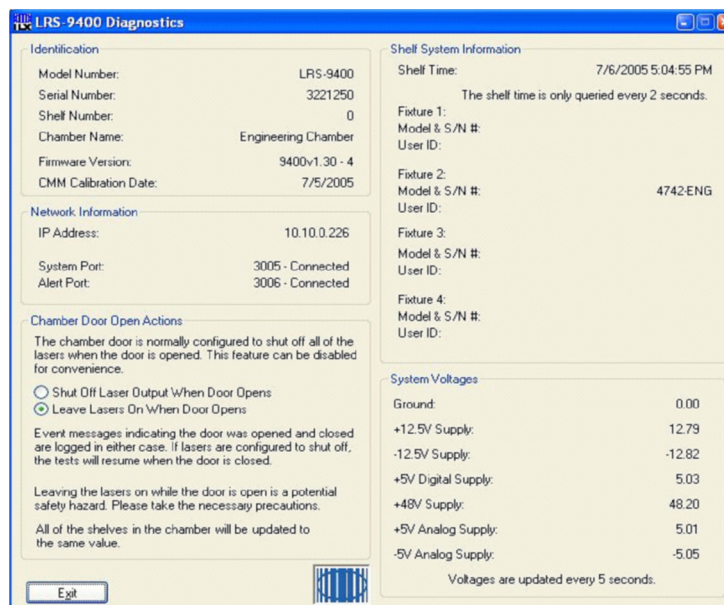 LRS-9400 Diagnostics
Identification
Model Number: LRS-9400
Serial Number: 3221250
Shelf Number: 0
Chamber Name: Engineering Chamber
Firmware Version: 9400v1.30 - 4
CMM Calibration Date: 7/5/2005
Network Information
IP Address: 10.10.0.226
System Port: 3005 - Connected
Alert Port: 3006 - Connected
Chamber Door Open Actions
The chamber door is normally configured to shut off all of the
lasers when the door is opened. This feature can be disabled
for convenience.
Shut Off Laser Output When Door Opens
Leave Lasers On When Door Opens
Event messages indicating the door was opened and closed
are logged in either case. If lasers are configured to shut off,
the tests will resume when the door is closed.
Leaving the lasers on while the door is open is a potential
safety hazard. Please take the necessary precautions.
All of the shelves in the chamber will be updated to
the same value.
Exit
Shelf System Information
Shelf Time: 7/6/2005 5:04:55 PM
The shelf time is only queried every 2 seconds.
Fixture 1:
Model & S/N #:
User ID:
Fixture 2:
Model & S/N #: 4742-ENG
User ID:
Fixture 3:
Model & S/N #:
User ID:
Fixture 4:
Model & S/N #:
User ID:
System Voltages
Ground: 0.00
+12.5V Supply: 12.79
-12.5V Supply: -12.82
+5V Digital Supply: 5.03
+48V Supply: 48.20
+5V Analog Supply: 5.01
-5V Analog Supply: -5.05
Voltages are updated every 5 seconds.